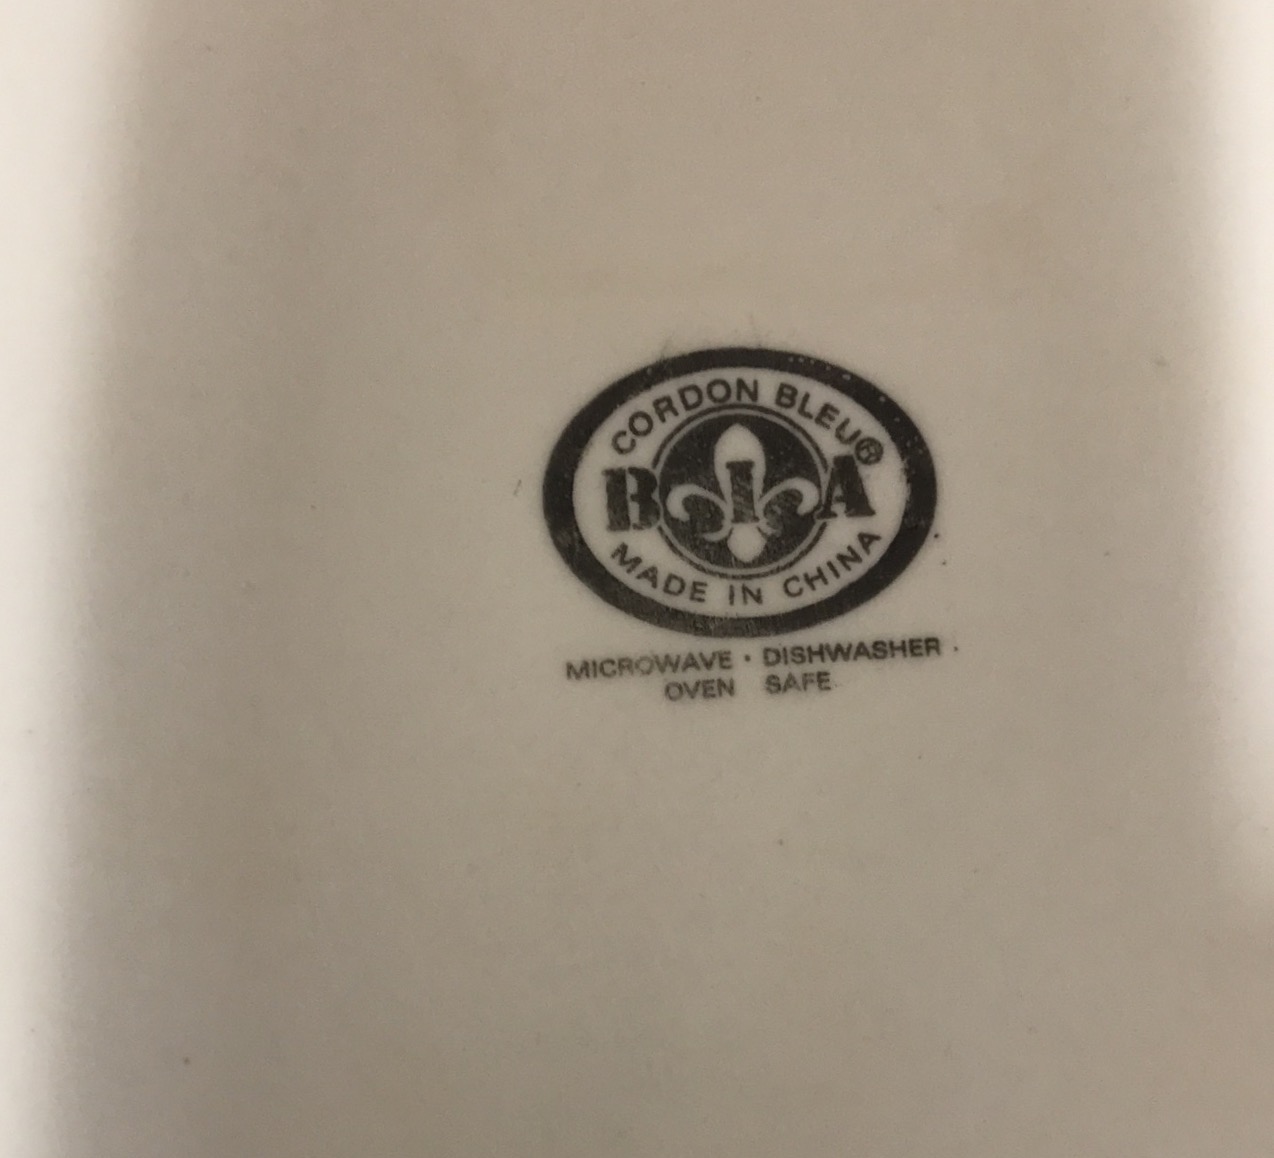 CORDON BLEU®
BIA
MADE IN CHINA
MICROWAVE · DISHWASHER ·
OVEN SAFE